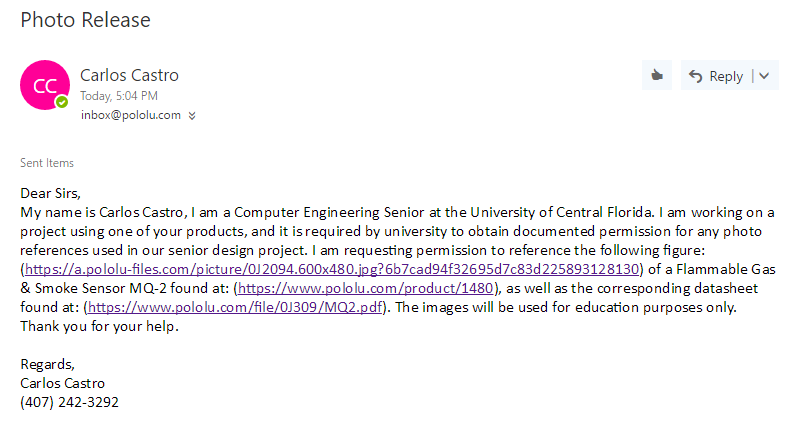 Photo Release
CC
Carlos Castro
Today, 5:04 PM
inbox@pololu.com
Reply
Sent Items
Dear Sirs,
My name is Carlos Castro, I am a Computer Engineering Senior at the University of Central Florida. I am working on a
project using one of your products, and it is required by university to obtain documented permission for any photo
references used in our senior design project. I am requesting permission to reference the following figure:
(https://a.pololu-files.com/picture/0J2094.600x480.jpg?6b7cad94f32695d7c83d225893128130) of a Flammable Gas
& Smoke Sensor MQ-2 found at: (https://www.pololu.com/product/1480), as well as the corresponding datasheet
found at: (https://www.pololu.com/file/0J309/MQ2.pdf). The images will be used for education purposes only.
Thank you for your help.
Regards,
Carlos Castro
(407) 242-3292